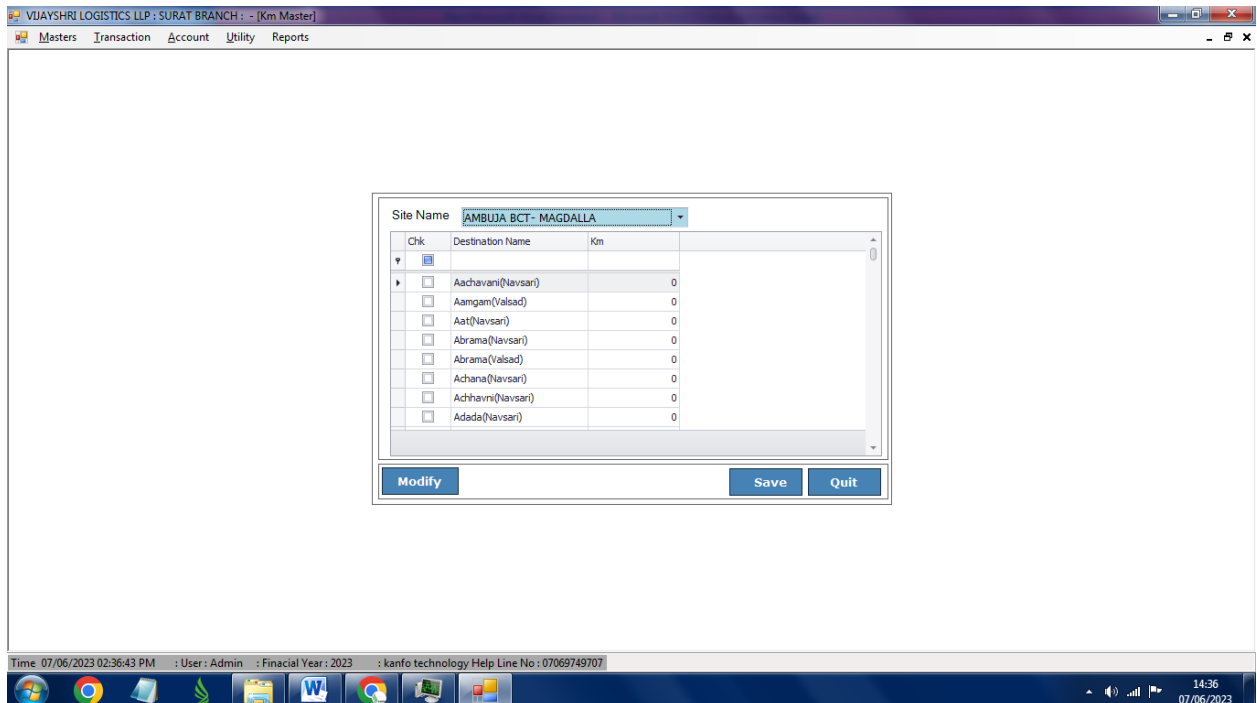 VIJAYSHRI LOGISTICS LLP : SURAT BRANCH : - [Km Master]
Masters Transaction Account Utility Reports
Site Name AMBUJA BCT- MAGDALLA
Chk Destination Name Km
Aachavani(Navsari) 0
Aamgam(Valsad) 0
Aat(Navsari) 0
Abrama(Navsari) 0
Abrama(Valsad) 0
Achana(Navsari) 0
Achhavni(Navsari) 0
Adada(Navsari) 0
Modify Save Quit
Time 07/06/2023 02:36:43 PM : User : Admin : Finacial Year : 2023 : kanfo technology Help Line No : 07069749707
14:36
07/06/2023